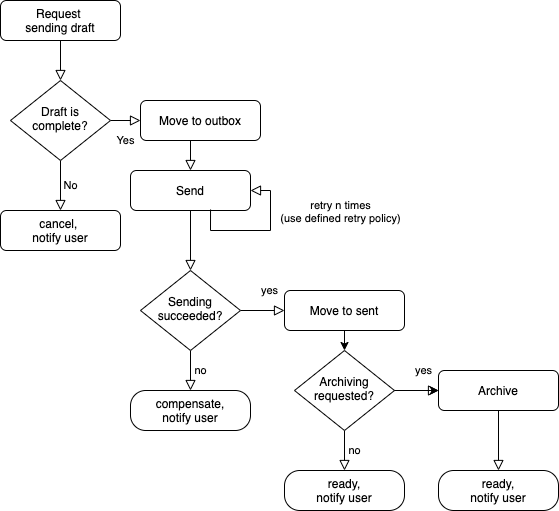 Request
sending draft
Draft is
complete?
Yes
Move to outbox
No
Send
cancel,
notify user
retry n times
(use defined retry policy)
Sending
succeeded?
yes
Move to sent
no
Archiving
requested?
yes
Archive
compensate,
notify user
no
ready,
notify user
ready,
notify user